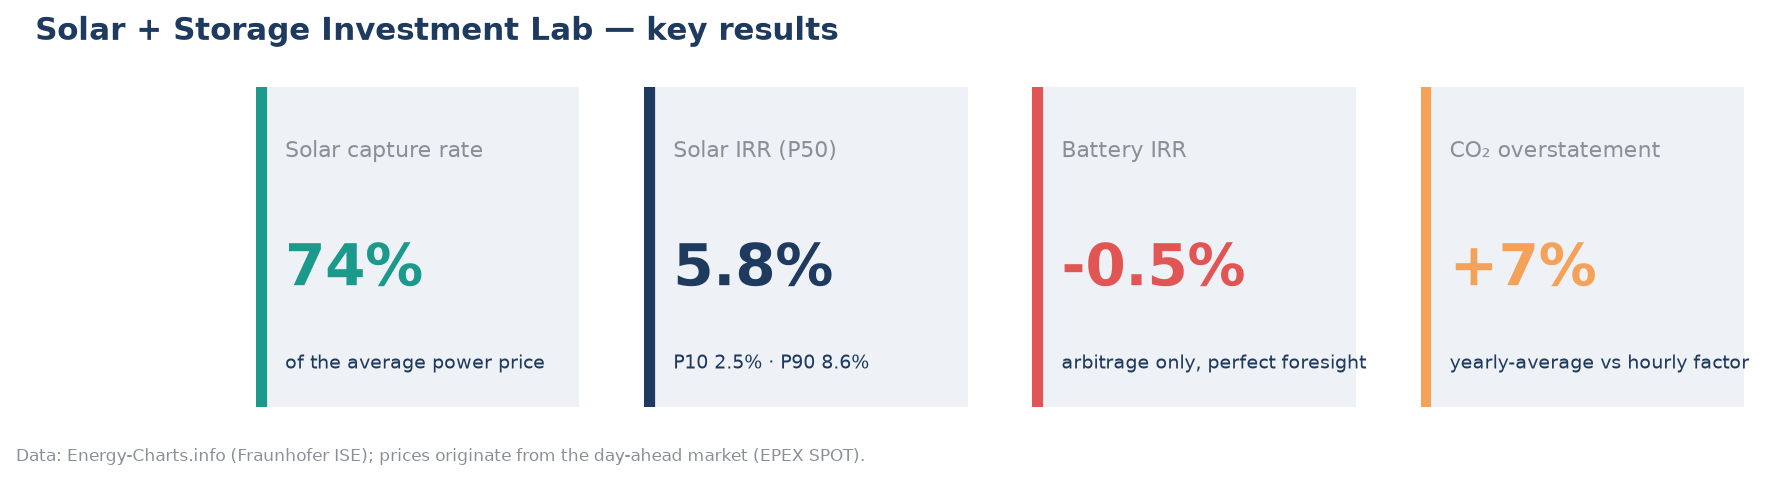 Solar + Storage Investment Lab — key results
Solar capture rate
74%
of the average power price
Solar IRR (P50)
5.8%
P10 2.5% · P90 8.6%
Battery IRR
-0.5%
arbitrage only, perfect foresight
CO₂ overstatement
+7%
yearly-average vs hourly factor
Data: Energy-Charts.info (Fraunhofer ISE); prices originate from the day-ahead market (EPEX SPOT).